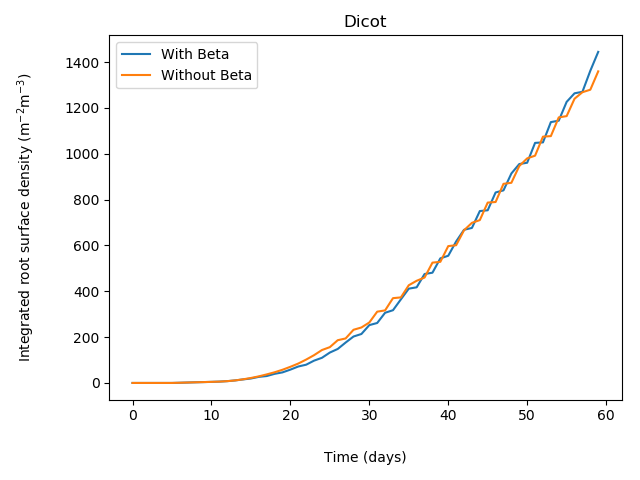 Dicot
With Beta
Without Beta
Integrated root surface density (m⁻²m⁻³)
1400
1200
1000
800
600
400
200
0
0 10 20 30 40 50 60
Time (days)